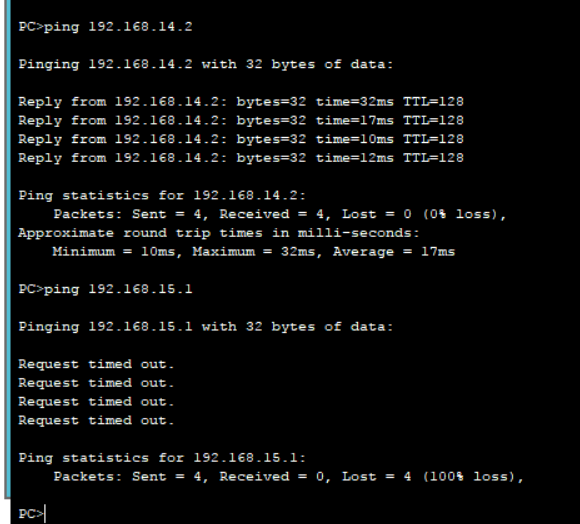 PC>ping 192.168.14.2
Pinging 192.168.14.2 with 32 bytes of data:
Reply from 192.168.14.2: bytes=32 time=32ms TTL=128
Reply from 192.168.14.2: bytes=32 time=17ms TTL=128
Reply from 192.168.14.2: bytes=32 time=10ms TTL=128
Reply from 192.168.14.2: bytes=32 time=12ms TTL=128
Ping statistics for 192.168.14.2:
    Packets: Sent = 4, Received = 4, Lost = 0 (0% loss),
Approximate round trip times in milli-seconds:
    Minimum = 10ms, Maximum = 32ms, Average = 17ms
PC>ping 192.168.15.1
Pinging 192.168.15.1 with 32 bytes of data:
Request timed out.
Request timed out.
Request timed out.
Request timed out.
Ping statistics for 192.168.15.1:
    Packets: Sent = 4, Received = 0, Lost = 4 (100% loss),
PC>